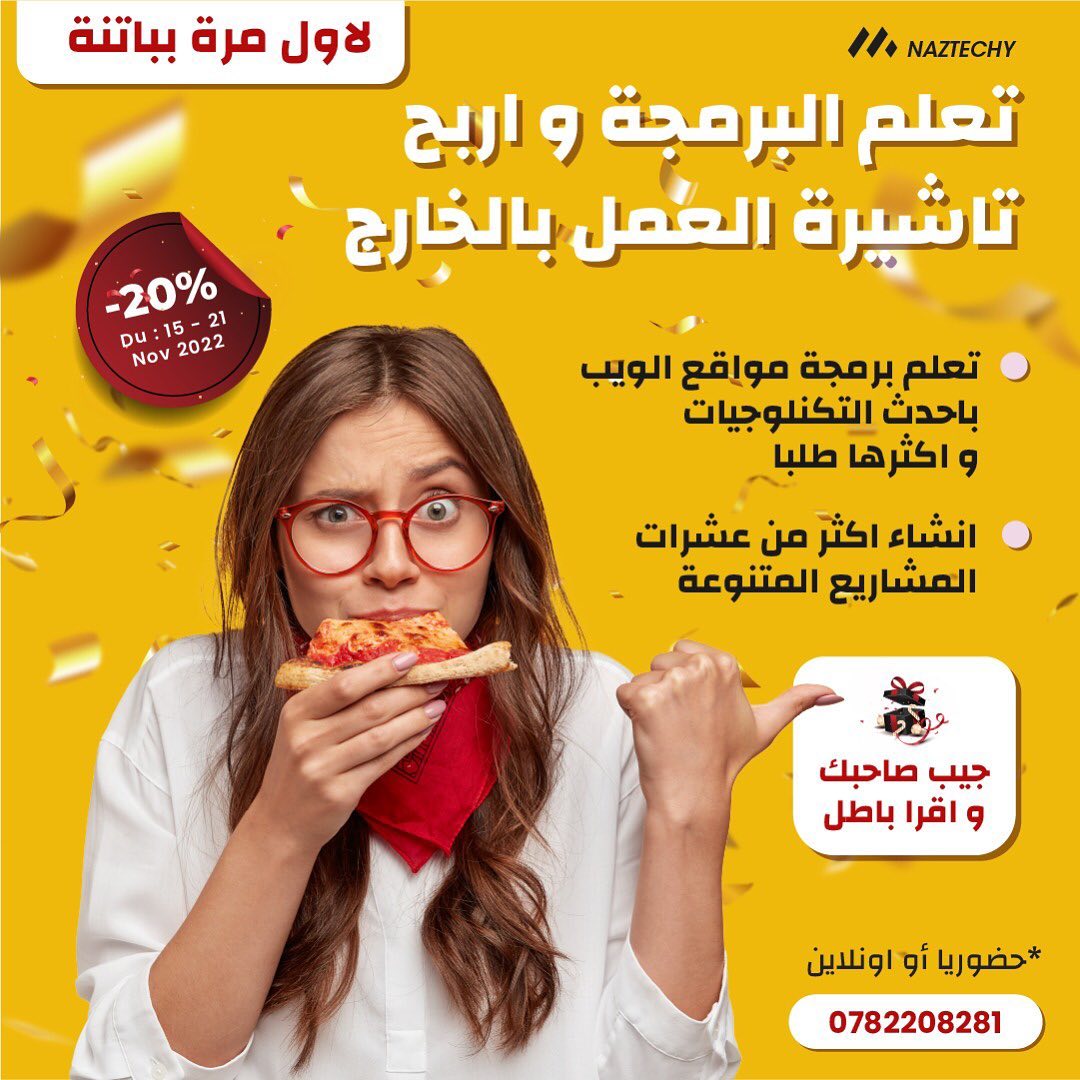 لاول مرة بباتنة
NAZTECHY
تعلم البرمجة و اربح
تاشيرة العمل بالخارج
-20%
Du : 15 - 21
Nov 2022
تعلم برمجة مواقع الويب
باحدث التكنلوجيات
و اكثرها طلبا
انشاء اكثر من عشرات
المشاريع المتنوعة
جيب صاحبك
و اقرا باطل
*حضوريا أو اونلاين
0782208281